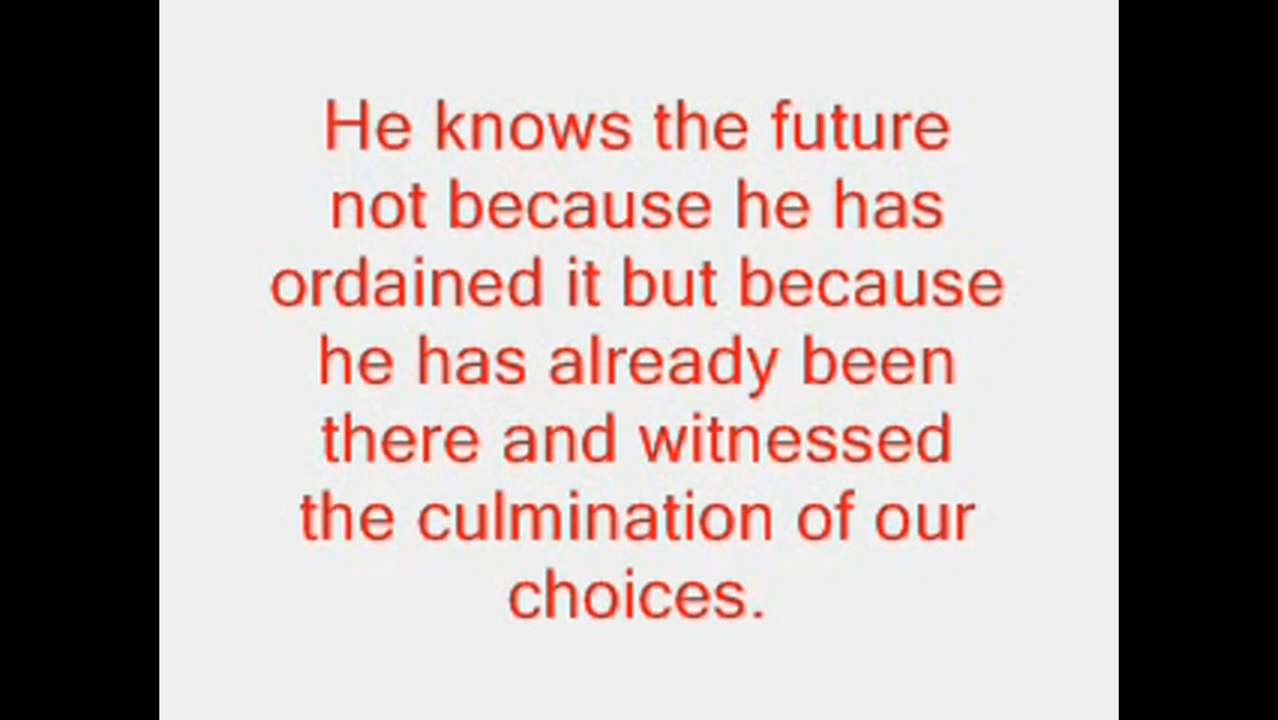 He knows the future
not because he has
ordained it but because
he has already been
there and witnessed
the culmination of our
choices.